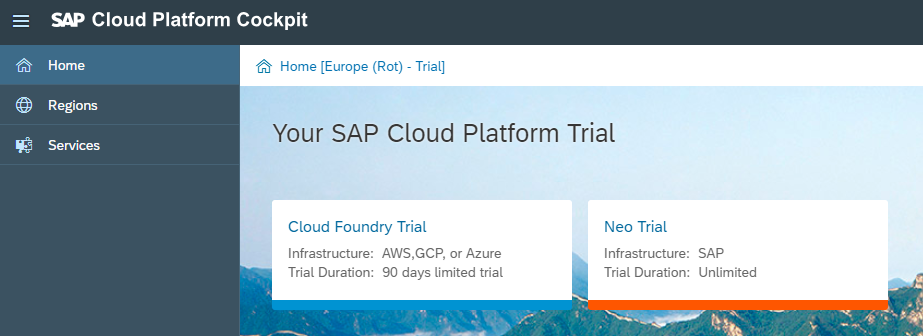 SAP Cloud Platform Cockpit
Home
Regions
Services
Home [Europe (Rot) - Trial]
Your SAP Cloud Platform Trial
Cloud Foundry Trial
Infrastructure: AWS,GCP, or Azure
Trial Duration: 90 days limited trial
Neo Trial
Infrastructure: SAP
Trial Duration: Unlimited